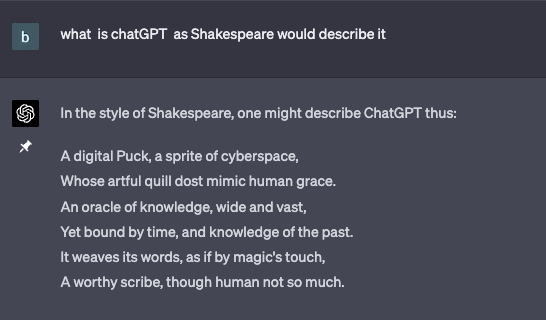 b
what is chatGPT as Shakespeare would describe it
In the style of Shakespeare, one might describe ChatGPT thus:
A digital Puck, a sprite of cyberspace,
Whose artful quill dost mimic human grace.
An oracle of knowledge, wide and vast,
Yet bound by time, and knowledge of the past.
It weaves its words, as if by magic's touch,
A worthy scribe, though human not so much.